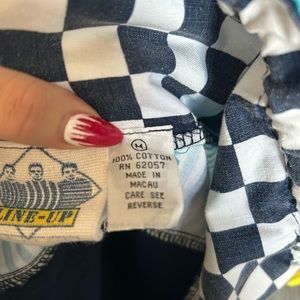 M
100% COTTON
RN 62057
MADE IN
MACAU
CARE SEE
REVERSE
LINE-UP